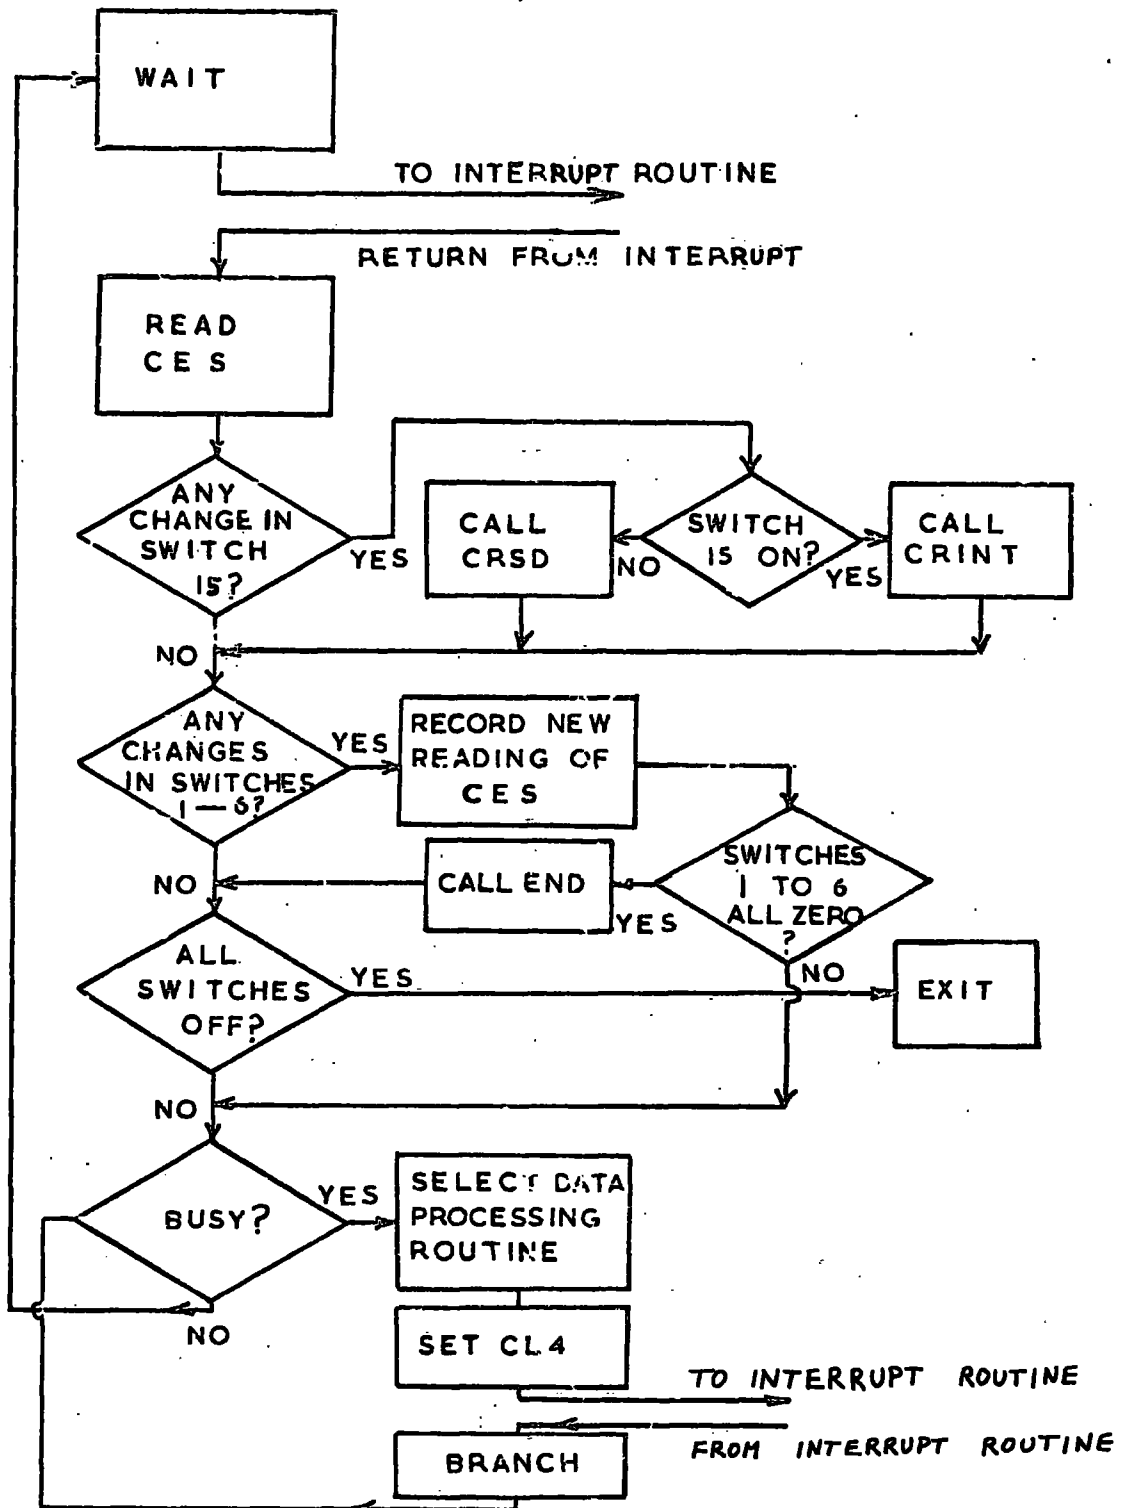 WAIT
TO INTERRUPT ROUTINE
RETURN FROM INTERRUPT
READ
CES
ANY
CHANGE IN
SWITCH
15?
YES
CALL
CRSD
NO
SWITCH
15 ON?
YES
CALL
CRINT
NO
ANY
CHANGES
IN SWITCHES
1 — 6?
YES
RECORD NEW
READING OF
CES
NO
CALL END
YES
SWITCHES
1 TO 6
ALL ZERO
?
NO
ALL
SWITCHES
OFF?
YES
EXIT
NO
BUSY?
YES
SELECT DATA
PROCESSING
ROUTINE
NO
SET CL4
TO INTERRUPT ROUTINE
FROM INTERRUPT ROUTINE
BRANCH